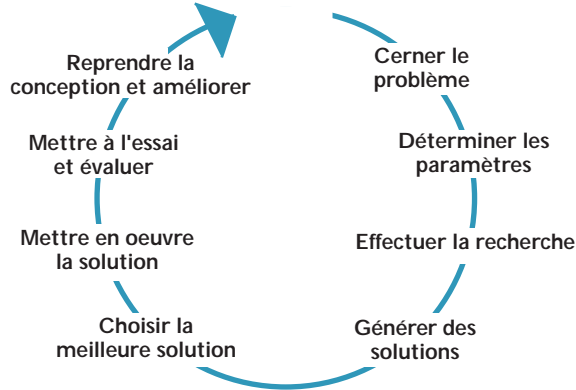 Cerner le
problème
Déterminer les
paramètres
Effectuer la recherche
Générer des
solutions
Choisir la
meilleure solution
Mettre en oeuvre
la solution
Mettre à l'essai
et évaluer
Reprendre la
conception et améliorer